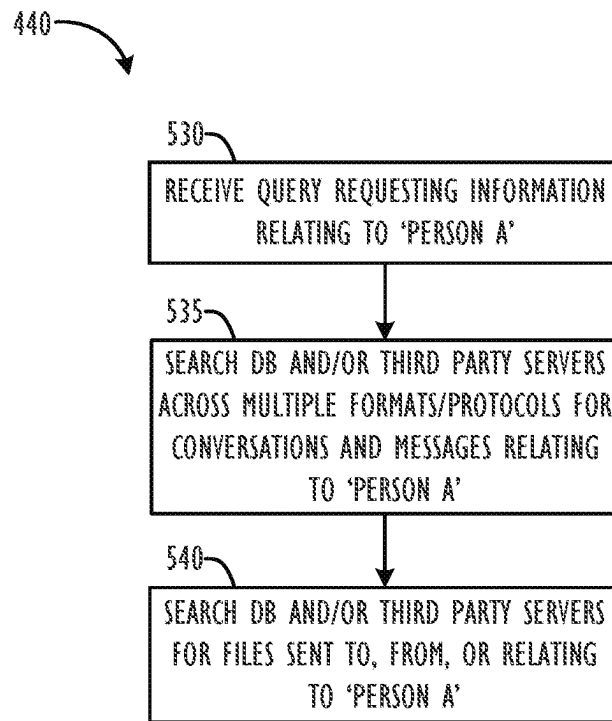 440
530
RECEIVE QUERY REQUESTING INFORMATION
RELATING TO ‘PERSON A’
535
SEARCH DB AND/OR THIRD PARTY SERVERS
ACROSS MULTIPLE FORMATS/PROTOCOLS FOR
CONVERSATIONS AND MESSAGES RELATING
TO ‘PERSON A’
540
SEARCH DB AND/OR THIRD PARTY SERVERS
FOR FILES SENT TO, FROM, OR RELATING
TO ‘PERSON A’